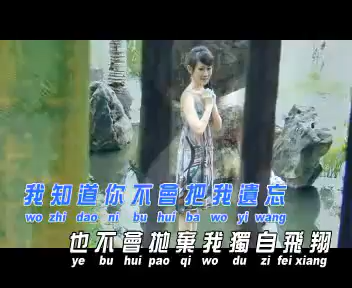 我知道你不會把我遺忘
wo zhi dao ni bu hui ba wo yi wang
也不會拋棄我獨自飛翔
ye bu hui pao qi wo du zi fei xiang